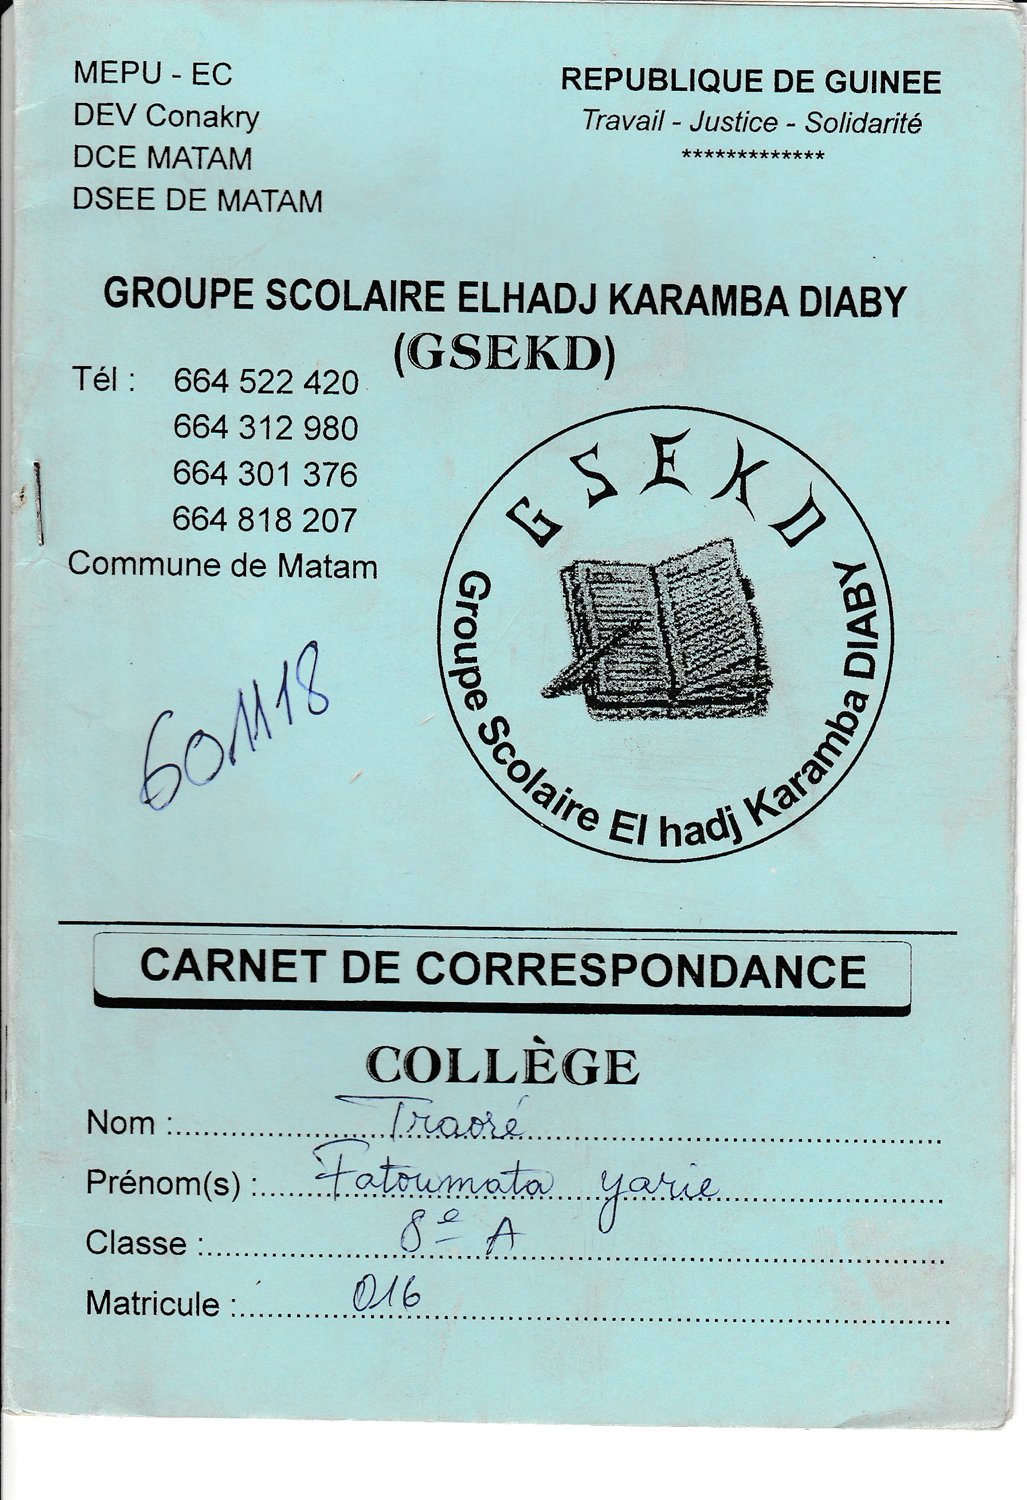 MEPU - EC
DEV Conakry
DCE MATAM
DSEE DE MATAM
REPUBLIQUE DE GUINEE
Travail - Justice - Solidarité
*************
GROUPE SCOLAIRE ELHADJ KARAMBA DIABY
(GSEKD)
Tél : 664 522 420
664 312 980
664 301 376
664 818 207
Commune de Matam
GSEKD
Groupe Scolaire El hadj Karamba DIABY
601118
CARNET DE CORRESPONDANCE
COLLÈGE
Nom : Traoré
Prénom(s) : Fatoumata yarie
Classe : 8e A
Matricule : 016